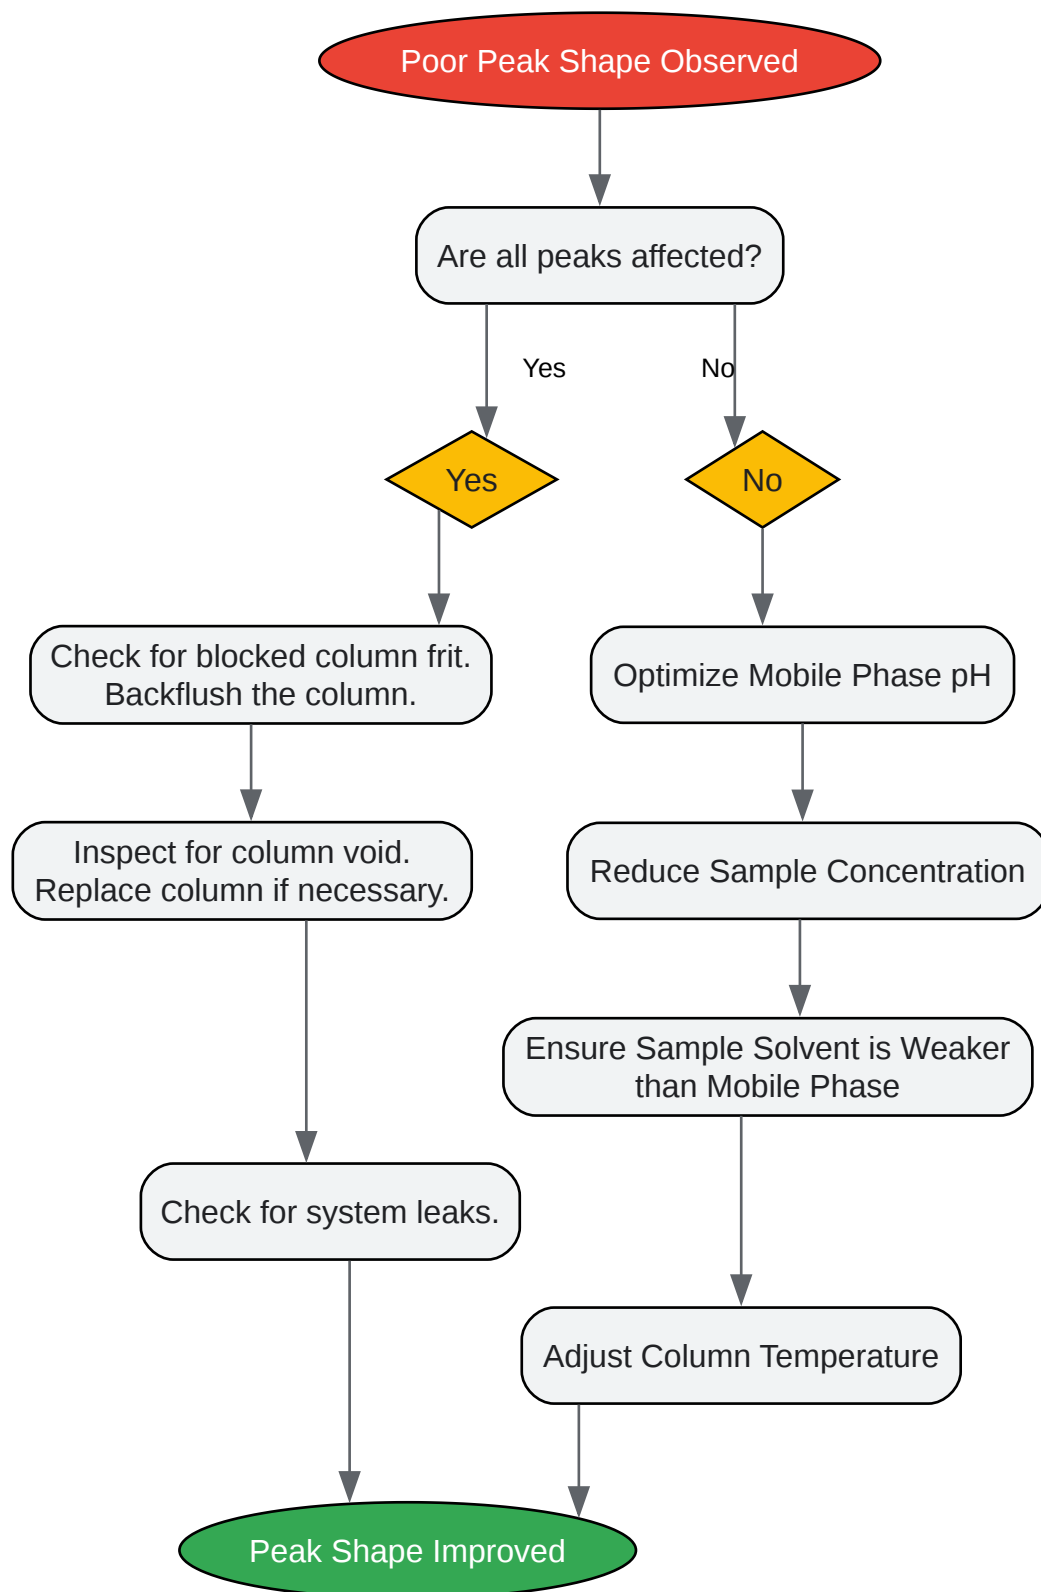 Poor Peak Shape Observed
Are all peaks affected?
Yes
No
Yes
No
Check for blocked column frit.
Backflush the column.
Optimize Mobile Phase pH
Inspect for column void.
Replace column if necessary.
Reduce Sample Concentration
Ensure Sample Solvent is Weaker
than Mobile Phase
Check for system leaks.
Adjust Column Temperature
Peak Shape Improved